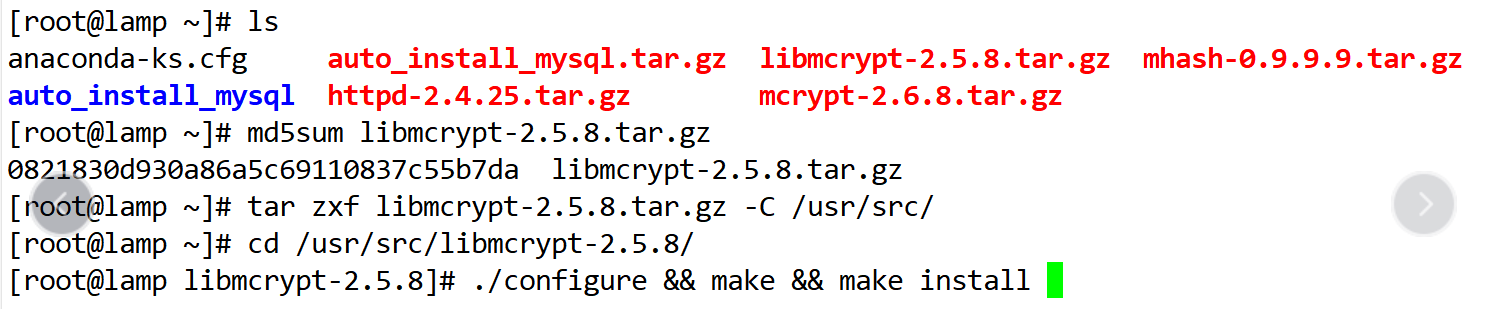 [root@lamp ~]# ls
anaconda-ks.cfg     auto_install_mysql.tar.gz  libmcrypt-2.5.8.tar.gz  mhash-0.9.9.9.tar.gz
auto_install_mysql  httpd-2.4.25.tar.gz        mcrypt-2.6.8.tar.gz
[root@lamp ~]# md5sum libmcrypt-2.5.8.tar.gz
0821830d930a86a5c69110837c55b7da  libmcrypt-2.5.8.tar.gz
[root@lamp ~]# tar zxf libmcrypt-2.5.8.tar.gz -C /usr/src/
[root@lamp ~]# cd /usr/src/libmcrypt-2.5.8/
[root@lamp libmcrypt-2.5.8]# ./configure && make && make install